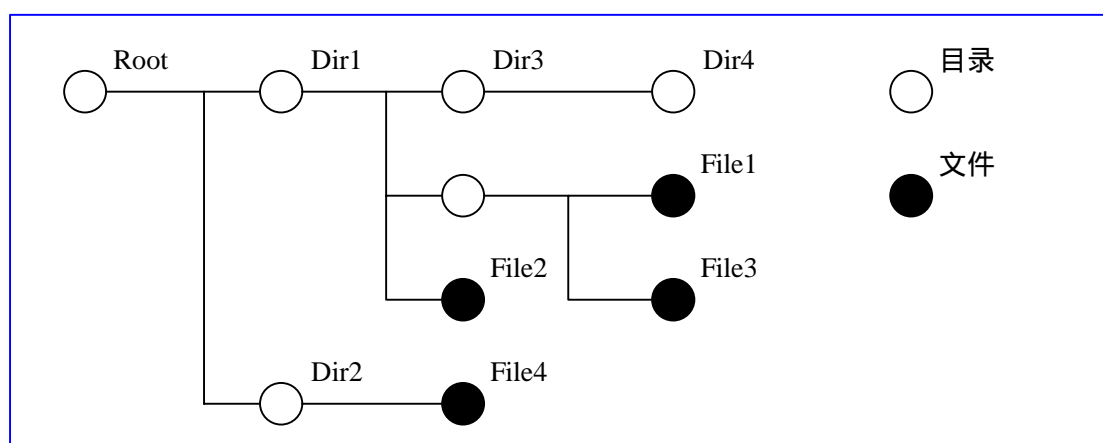 Root Dir1 Dir3 Dir4 目录
File1 文件
File2 File3
Dir2 File4